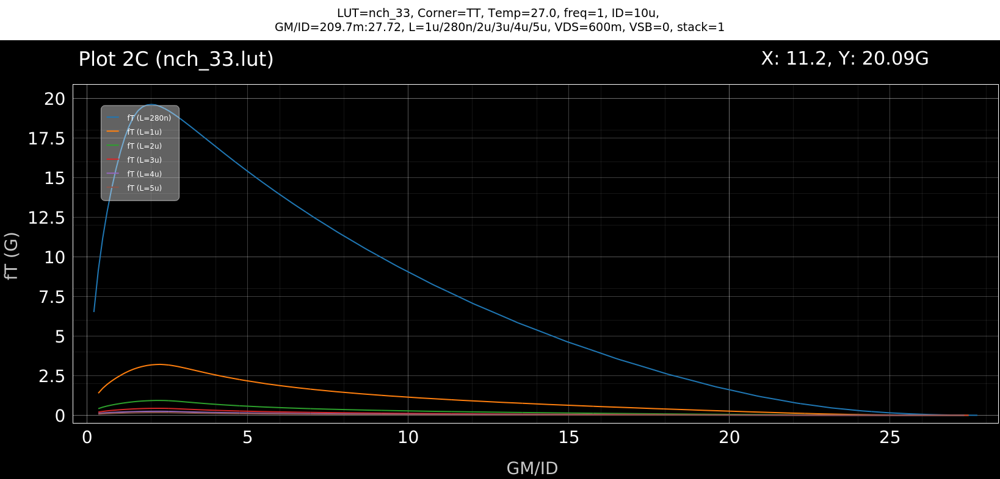 LUT=nch_33, Corner=TT, Temp=27.0, freq=1, ID=10u,
GM/ID=209.7m:27.72, L=1u/280n/2u/3u/4u/5u, VDS=600m, VSB=0, stack=1
Plot 2C (nch_33.lut)
X: 11.2, Y: 20.09G
20
17.5
15
12.5
10
7.5
5
2.5
0
fT (G)
fT (L=280n)
fT (L=1u)
fT (L=2u)
fT (L=3u)
fT (L=4u)
fT (L=5u)
0 5 10 15 20 25
GM/ID